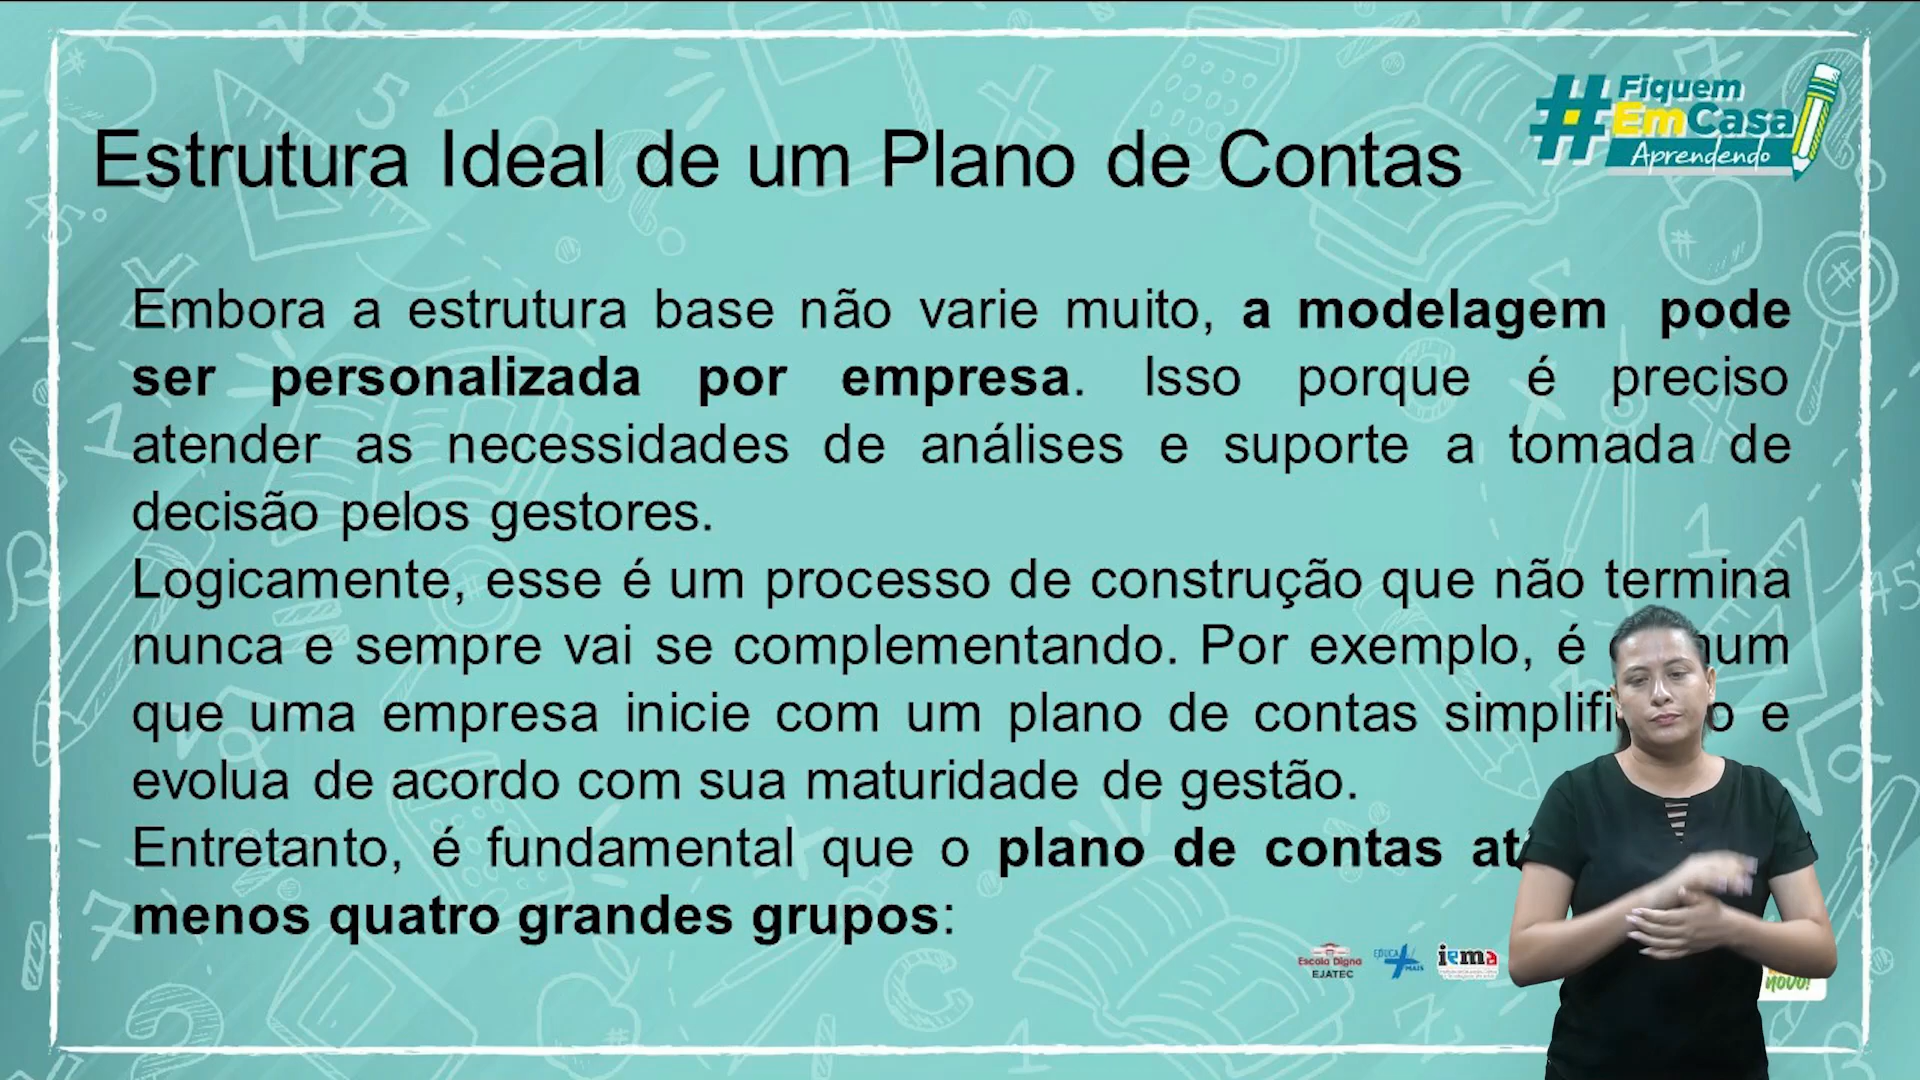 #Fiquem
EmCasa
Aprendendo
Estrutura Ideal de um Plano de Contas
Embora a estrutura base não varie muito, a modelagem pode
ser personalizada por empresa. Isso porque é preciso
atender as necessidades de análises e suporte a tomada de
decisão pelos gestores.
Logicamente, esse é um processo de construção que não termina
nunca e sempre vai se complementando. Por exemplo, é
que uma empresa inicie com um plano de contas e
evolua de acordo com sua maturidade de gestão.
Entretanto, é fundamental que o plano de contas
menos quatro grandes grupos:
Escola Digna
EJATEC
EDUCA
MAIS
iema
novo!